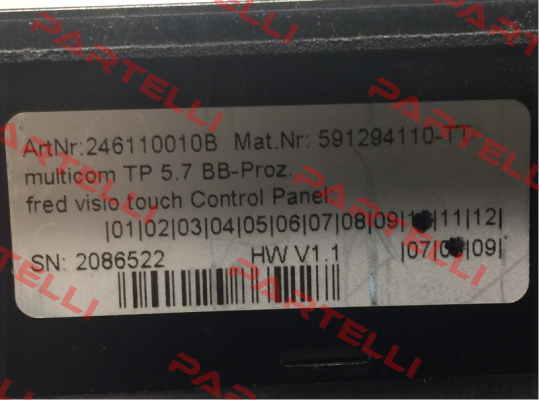 ArtNr:246110010B Mat.Nr: 591294110-TT
multicom TP 5.7 BB-Proz.
fred visio touch Control Panel:
|01|02|03|04|05|06|07|08|09| |11|12|
SN: 2086522 HW V1.1 |07| |09|
PARTELLI
PARTELLI
PARTELLI
PARTELLI
PARTELLI
PARTELLI